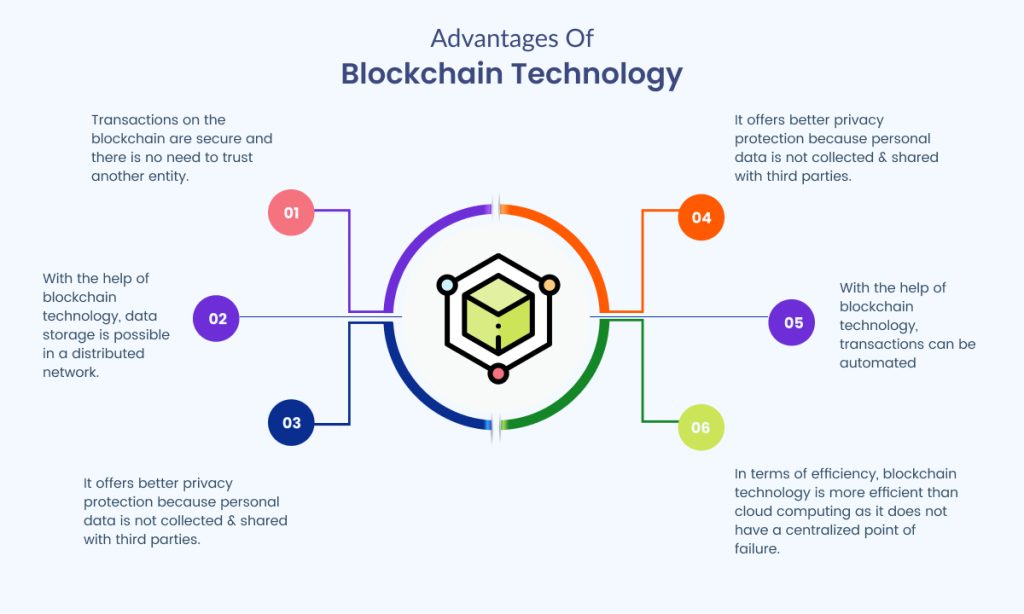 Advantages Of
Blockchain Technology
Transactions on the
blockchain are secure and
there is no need to trust
another entity.
01
With the help of
blockchain
technology, data
storage is possible
in a distributed
network.
02
03
It offers better privacy
protection because personal
data is not collected & shared
with third parties.
It offers better privacy
protection because personal
data is not collected & shared
with third parties.
04
05
With the help of
blockchain
technology,
transactions can be
automated
06
In terms of efficiency, blockchain
technology is more efficient than
cloud computing as it does not
have a centralized point of
failure.